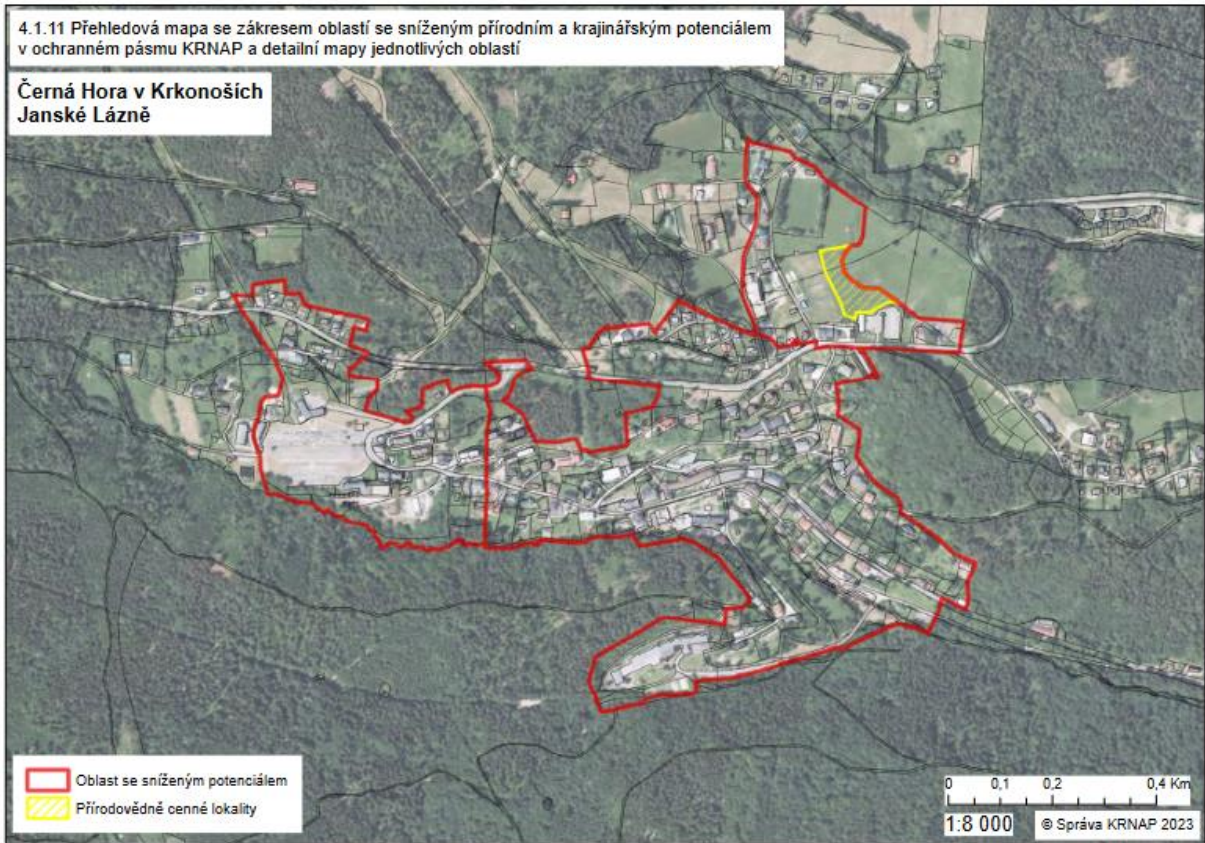 4.1.11 Přehledová mapa se zákresem oblastí se sníženým přírodním a krajinářským potenciálem
v ochranném pásmu KRNAP a detailní mapy jednotlivých oblastí
Černá Hora v Krkonoších
Janské Lázně
Oblast se sníženým potenciálem
Přírodovědně cenné lokality
0 0,1 0,2 0,4 Km
1:8 000 © Správa KRNAP 2023